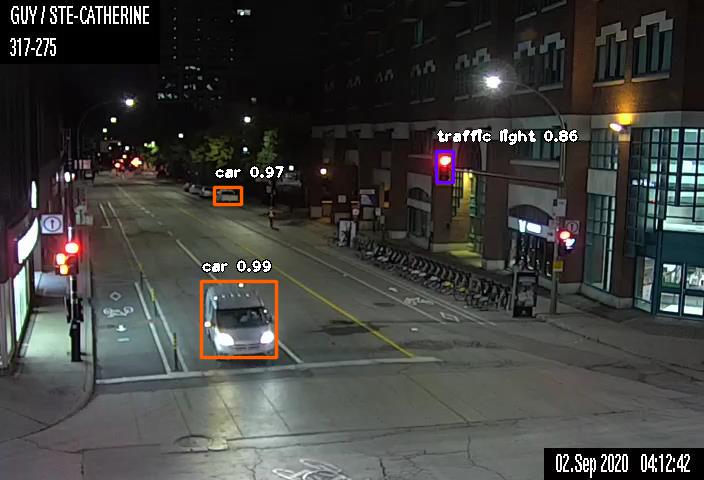 GUY / STE-CATHERINE
317-275
traffic light 0.86
car 0.97
car 0.99
02.Sep 2020 04:12:42